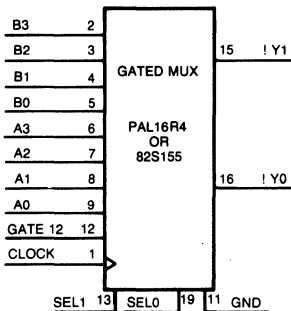 B3 2
B2 3
B1 4
B0 5
A3 6
A2 7
A1 8
A0 9
GATE 12 12
CLOCK 1
GATED MUX
PAL16R4
OR
82S155
15 ! Y1
16 ! Y0
SEL1 13 SEL0 19 11 GND